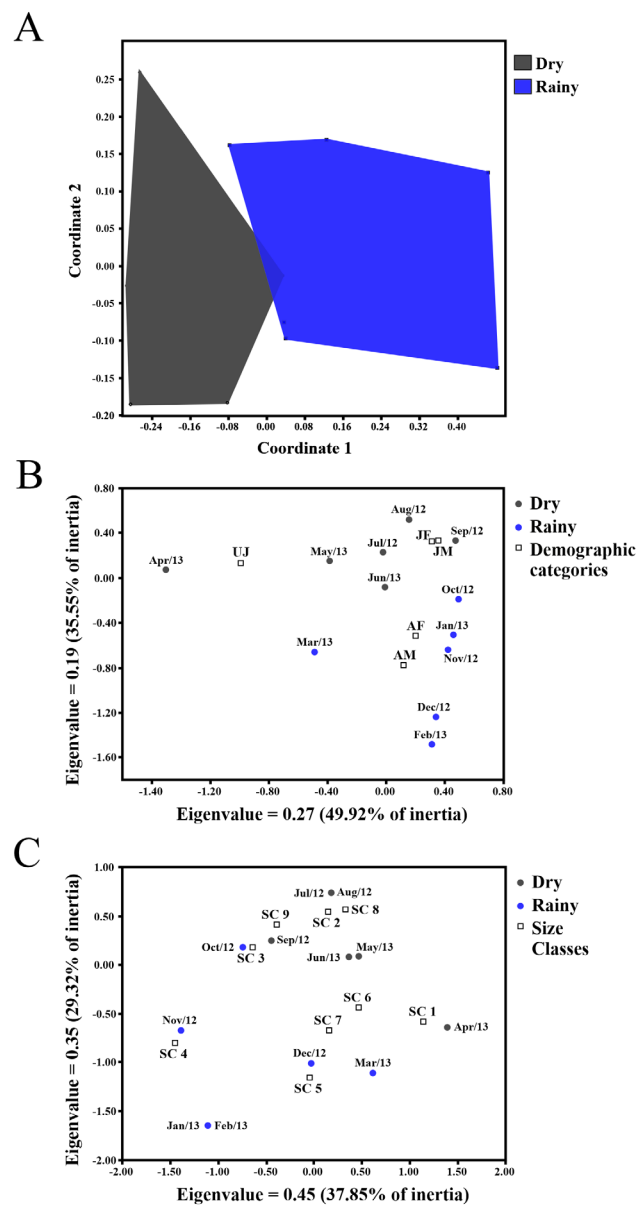 A
0.25
0.20
0.15
0.10
0.05
0.00
-0.05
-0.10
-0.15
-0.20
Coordinate 2
-0.24 -0.16 -0.08 0.00 0.08 0.16 0.24 0.32 0.40
Coordinate 1
Dry
Rainy
B
0.80
0.40
0.00
-0.40
-0.80
-1.20
-1.60
Eigenvalue = 0.19 (35.55% of inertia)
Aug/12
JF
Sep/12
JM
Jul/12
UJ
May/13
Apr/13
Jun/13
Oct/12
AF
Jan/13
Mar/13
AM
Nov/12
Dec/12
Feb/13
-1.40 -1.20 -0.80 -0.40 0.00 0.40 0.80
Eigenvalue = 0.27 (49.92% of inertia)
Dry
Rainy
Demographic
categories
C
1.00
0.50
0.00
-0.50
-1.00
-1.50
-2.00
Eigenvalue = 0.35 (29.32% of inertia)
Jul/12 Aug/12
SC 9
SC 2
SC 8
Oct/12
Sep/12
SC 3
Jun/13
May/13
SC 6
SC 1
Nov/12
SC 7
Apr/13
SC 4
Dec/12
Mar/13
SC 5
Jan/13 Feb/13
-2.00 -1.00 -0.50 0.00 0.50 1.00 1.50 2.00
Eigenvalue = 0.45 (37.85% of inertia)
Dry
Rainy
Size
Classes